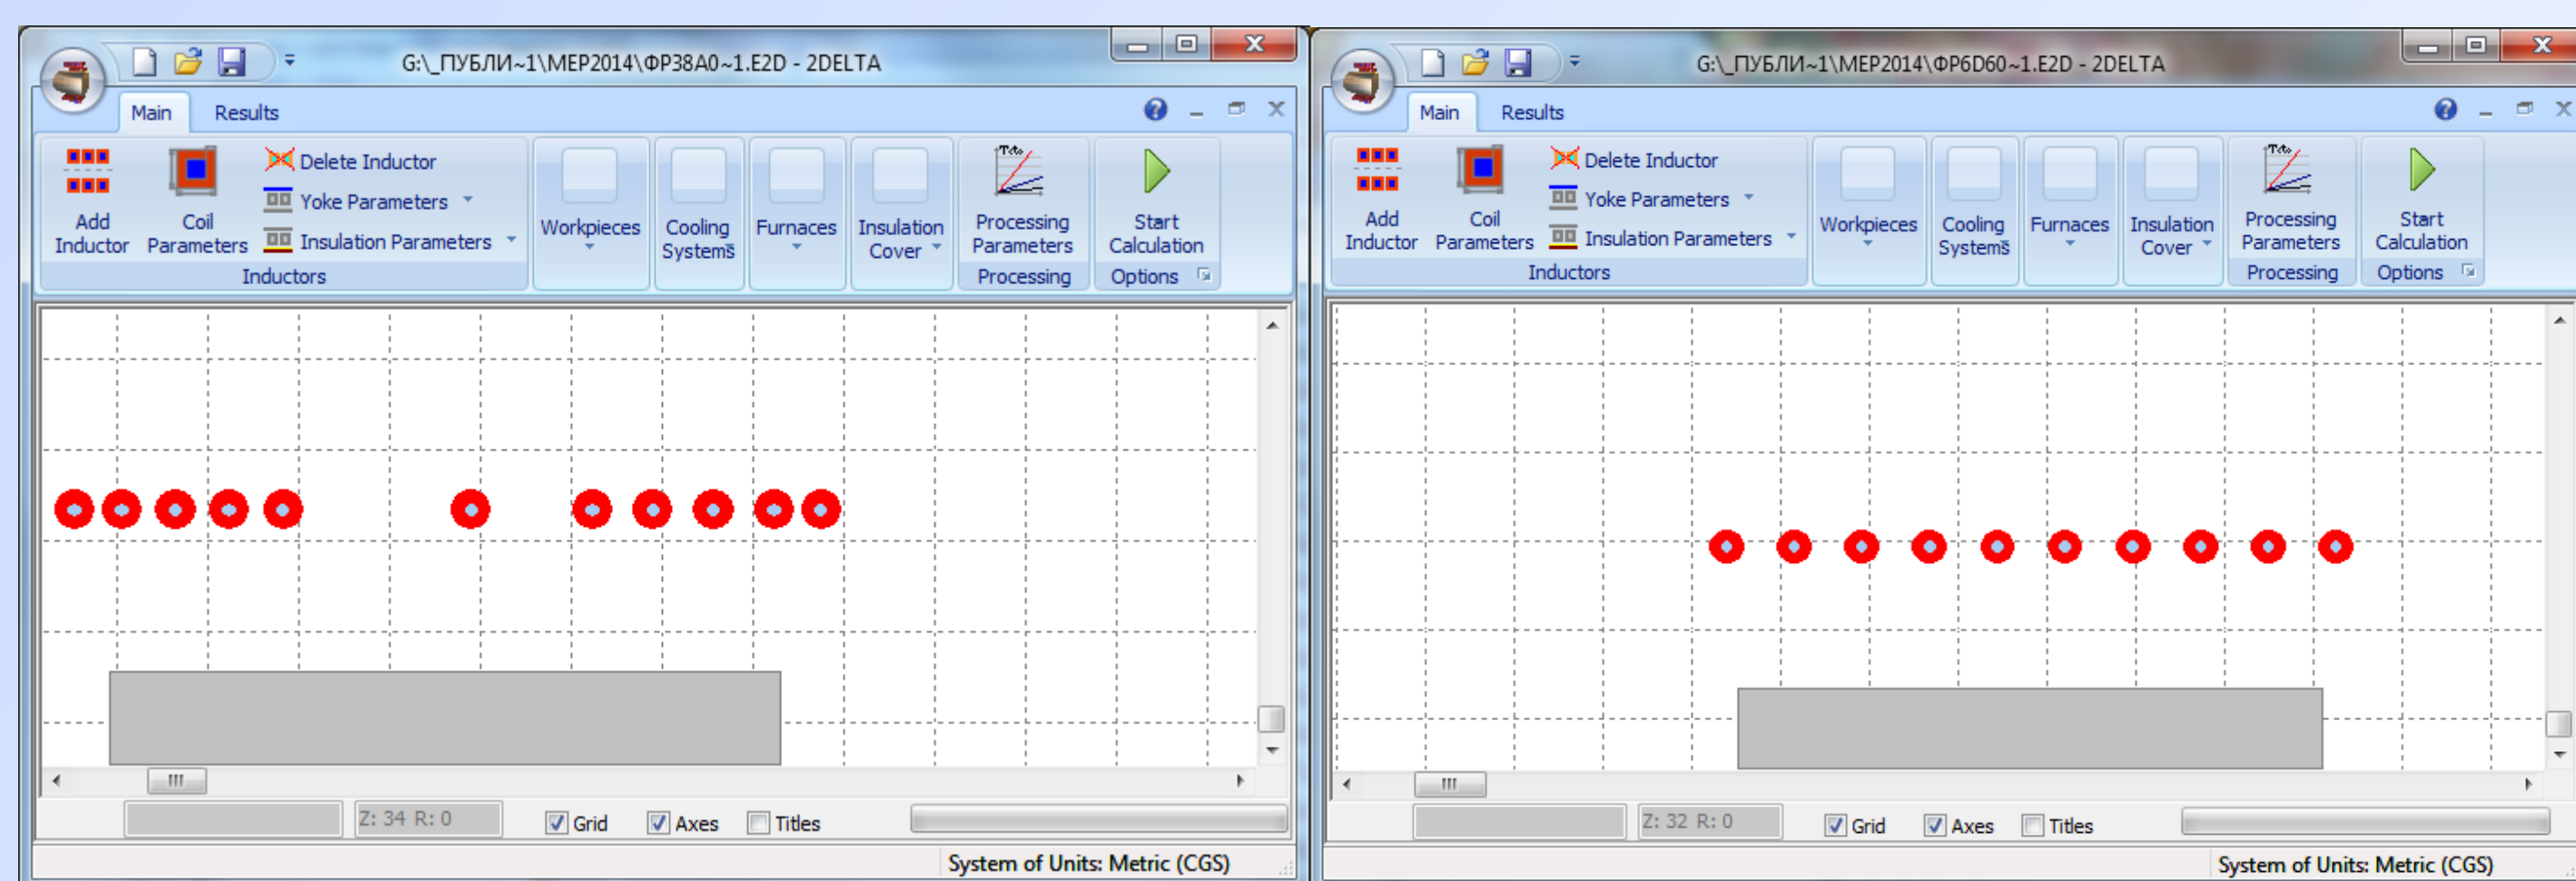 G:\_ПУБЛИ~1\МЕР2014\ФР38А0~1.E2D - 2DELTA
Main Results
Delete Inductor
Yoke Parameters
Insulation Parameters
Add Inductor
Coil Parameters
Inductors
Workpieces
Cooling Systems
Furnaces
Insulation Cover
Processing Parameters
Processing
Start Calculation
Options
Z: 34 R: 0
Grid Axes Titles
System of Units: Metric (CGS)
G:\_ПУБЛИ~1\МЕР2014\ФР6D60~1.E2D - 2DELTA
Main Results
Delete Inductor
Yoke Parameters
Insulation Parameters
Add Inductor
Coil Parameters
Inductors
Workpieces
Cooling Systems
Furnaces
Insulation Cover
Processing Parameters
Processing
Start Calculation
Options
Z: 32 R: 0
Grid Axes Titles
System of Units: Metric (CGS)